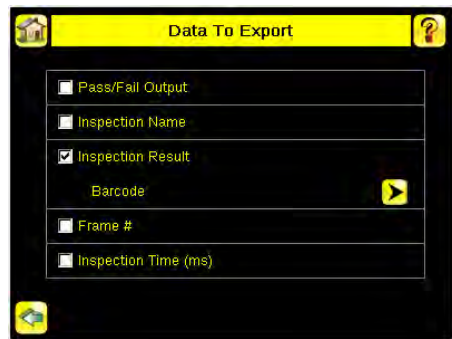 Data To Export
?
Pass/Fail Output
Inspection Name
Inspection Result
Barcode
Frame #
Inspection Time (ms)